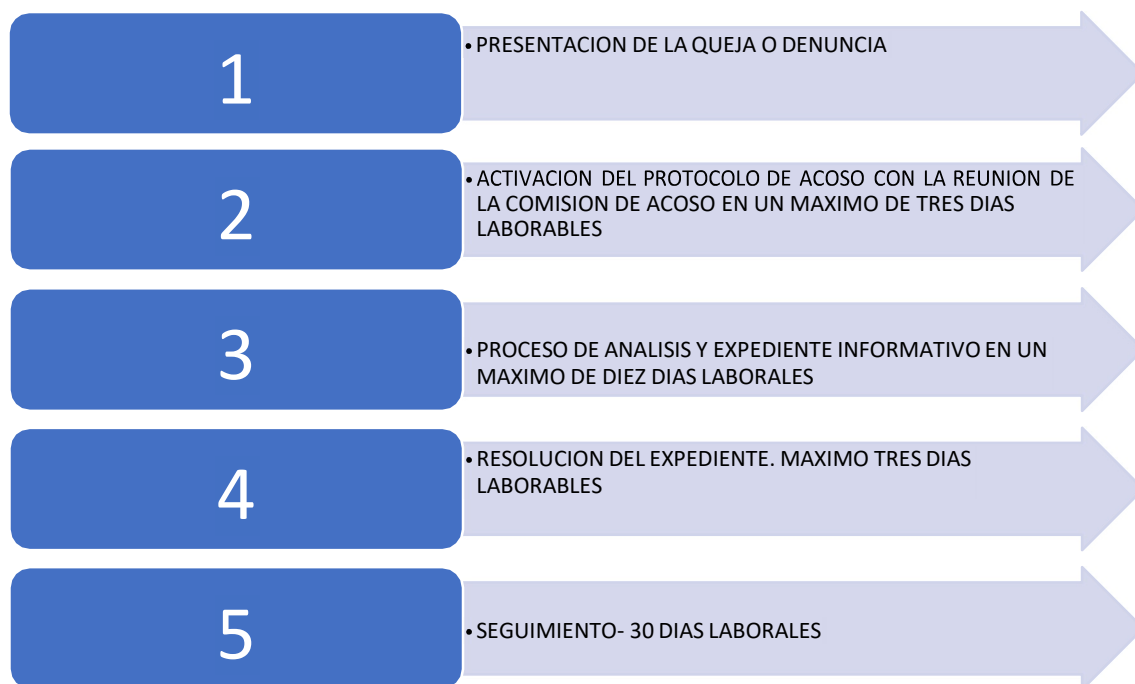 1
• PRESENTACION DE LA QUEJA O DENUNCIA
2
• ACTIVACION DEL PROTOCOLO DE ACOSO CON LA REUNION DE
LA COMISION DE ACOSO EN UN MAXIMO DE TRES DIAS
LABORABLES
3
• PROCESO DE ANALISIS Y EXPEDIENTE INFORMATIVO EN UN
MAXIMO DE DIEZ DIAS LABORALES
4
• RESOLUCION DEL EXPEDIENTE. MAXIMO TRES DIAS
LABORABLES
5
• SEGUIMIENTO- 30 DIAS LABORALES